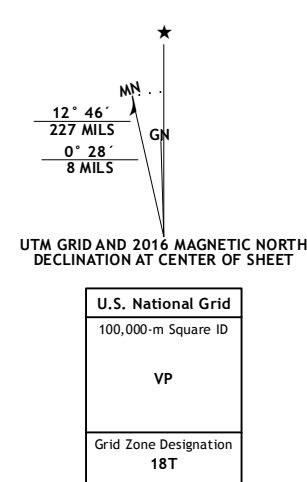 ★
MN
12° 46´
227 MILS
GN
0° 28´
8 MILS
UTM GRID AND 2016 MAGNETIC NORTH
DECLINATION AT CENTER OF SHEET
U.S. National Grid
100,000-m Square ID
VP
Grid Zone Designation
18T